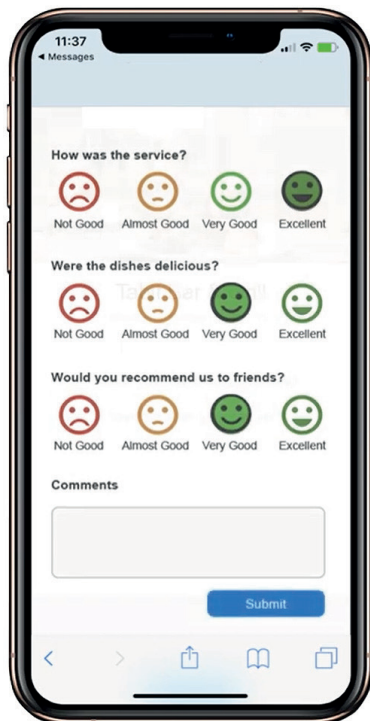 11:37
Messages
How was the service?
Not Good Almost Good Very Good Excellent
Were the dishes delicious?
Not Good Almost Good Very Good Excellent
Would you recommend us to friends?
Not Good Almost Good Very Good Excellent
Comments
Submit